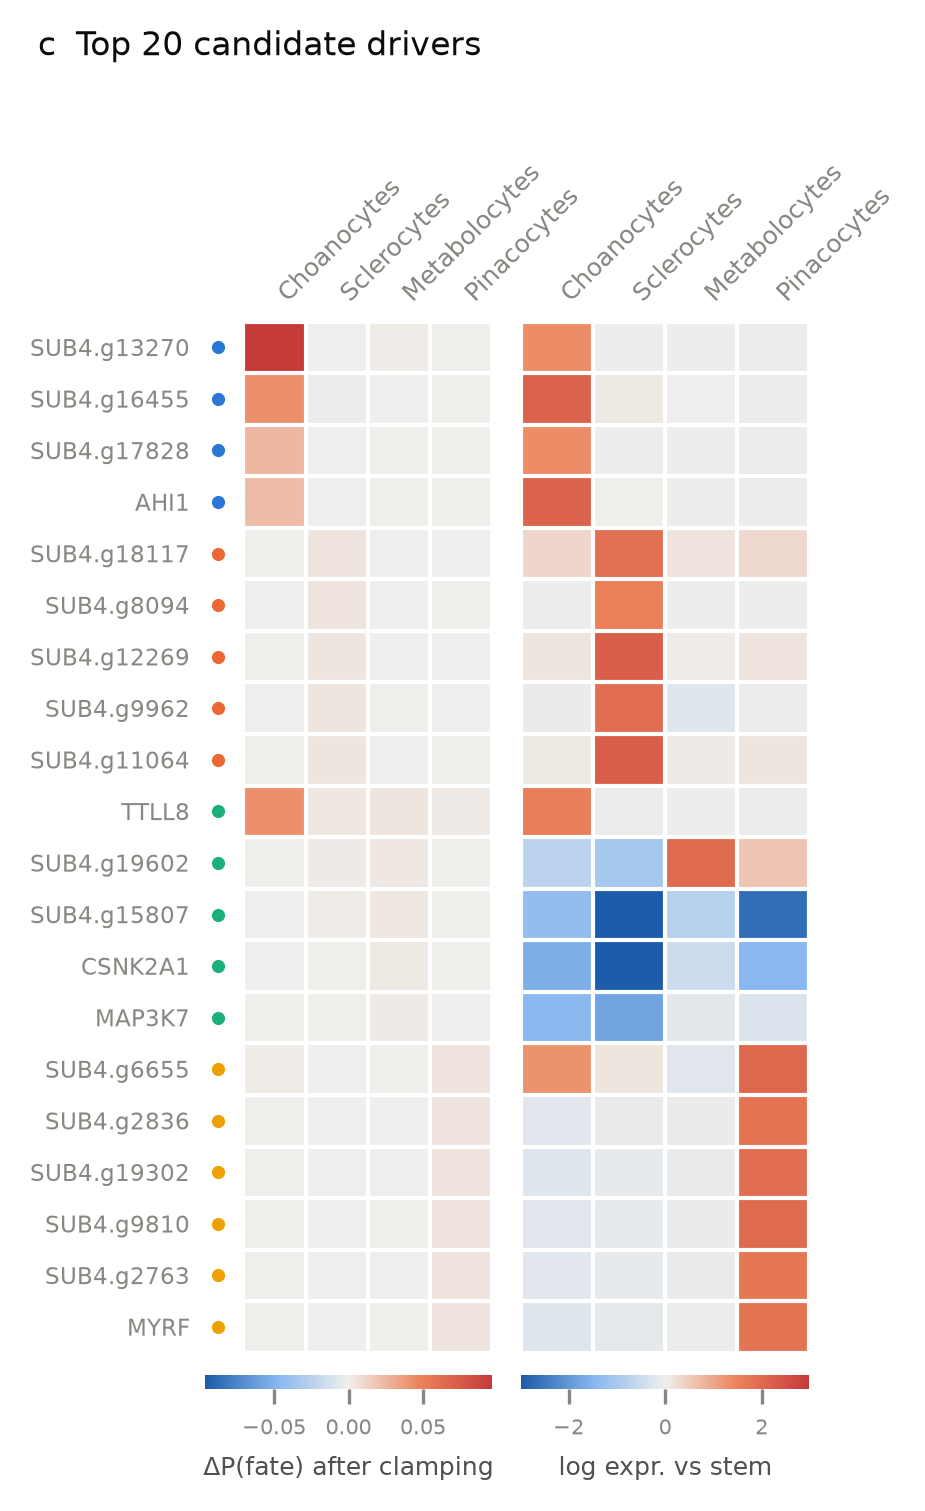 c Top 20 candidate drivers
Choanocytes Sclerocytes Metabolocytes Pinacocytes Choanocytes Sclerocytes Metabolocytes Pinacocytes
SUB4.g13270
SUB4.g16455
SUB4.g17828
AHI1
SUB4.g18117
SUB4.g8094
SUB4.g12269
SUB4.g9962
SUB4.g11064
TTLL8
SUB4.g19602
SUB4.g15807
CSNK2A1
MAP3K7
SUB4.g6655
SUB4.g2836
SUB4.g19302
SUB4.g9810
SUB4.g2763
MYRF
−0.05 0.00 0.05 −2 0 2
ΔP(fate) after clamping log expr. vs stem